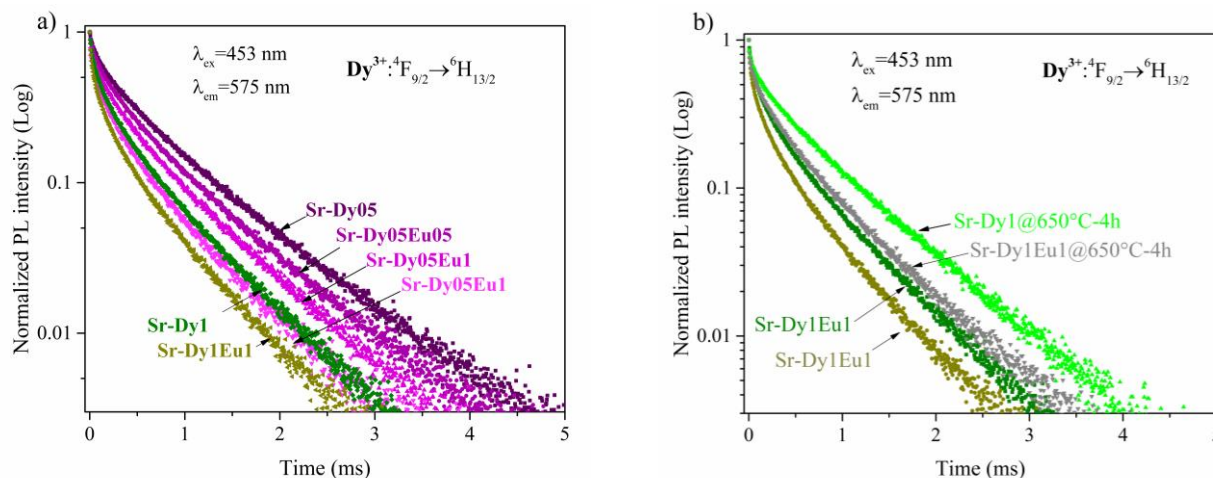 a)
λex=453 nm
λem=575 nm
Dy3+:4F9/2→6H13/2
Normalized PL intensity (Log)
1
0.1
0.01
Sr-Dy05
Sr-Dy05Eu05
Sr-Dy05Eu1
Sr-Dy05Eu1
Sr-Dy1
Sr-Dy1Eu1
0 1 2 3 4 5
Time (ms)
b)
λex=453 nm
λem=575 nm
Dy3+:4F9/2→6H13/2
Normalized PL intensity (Log)
1
0.1
0.01
Sr-Dy1@650°C-4h
Sr-Dy1Eu1@650°C-4h
Sr-Dy1Eu1
Sr-Dy1Eu1
0 1 2 3 4 5
Time (ms)